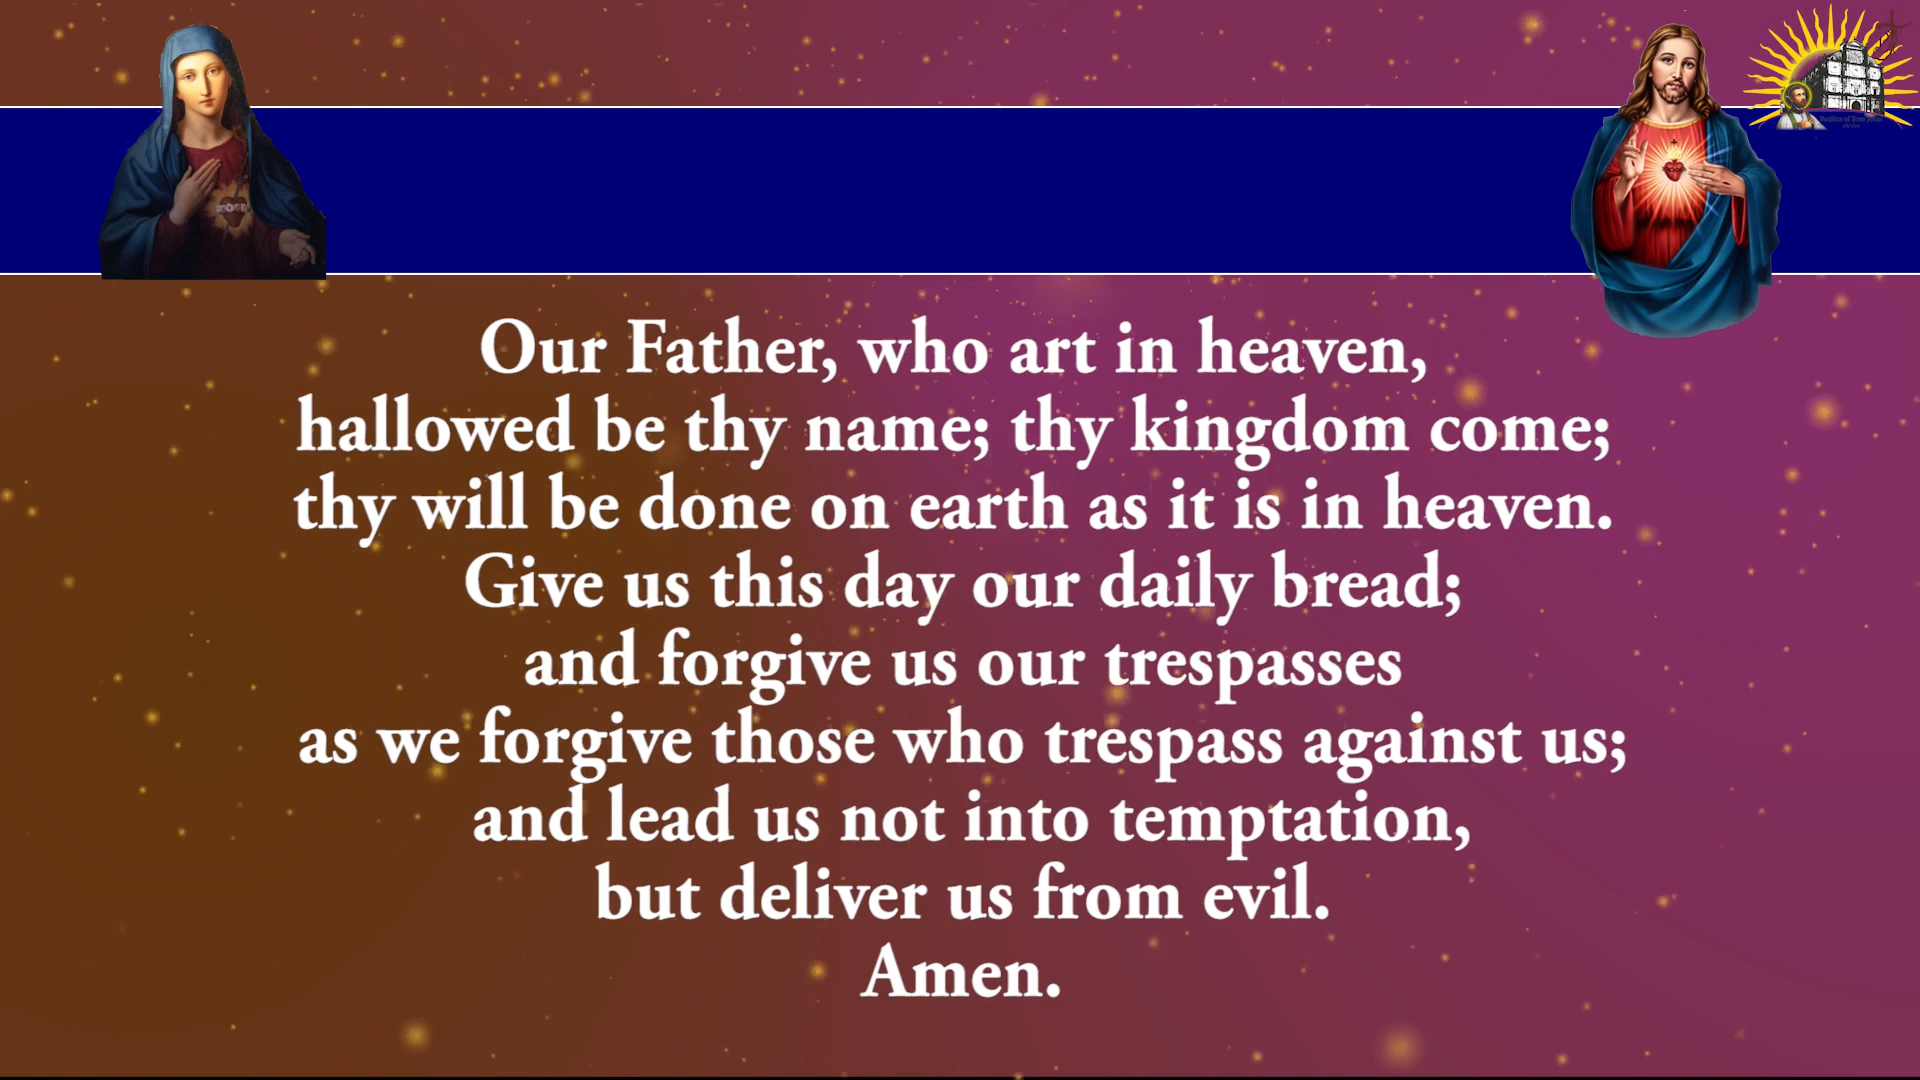 Our Father, who art in heaven,
hallowed be thy name; thy kingdom come;
thy will be done on earth as it is in heaven.
Give us this day our daily bread;
and forgive us our trespasses
as we forgive those who trespass against us;
and lead us not into temptation,
but deliver us from evil.
Amen.